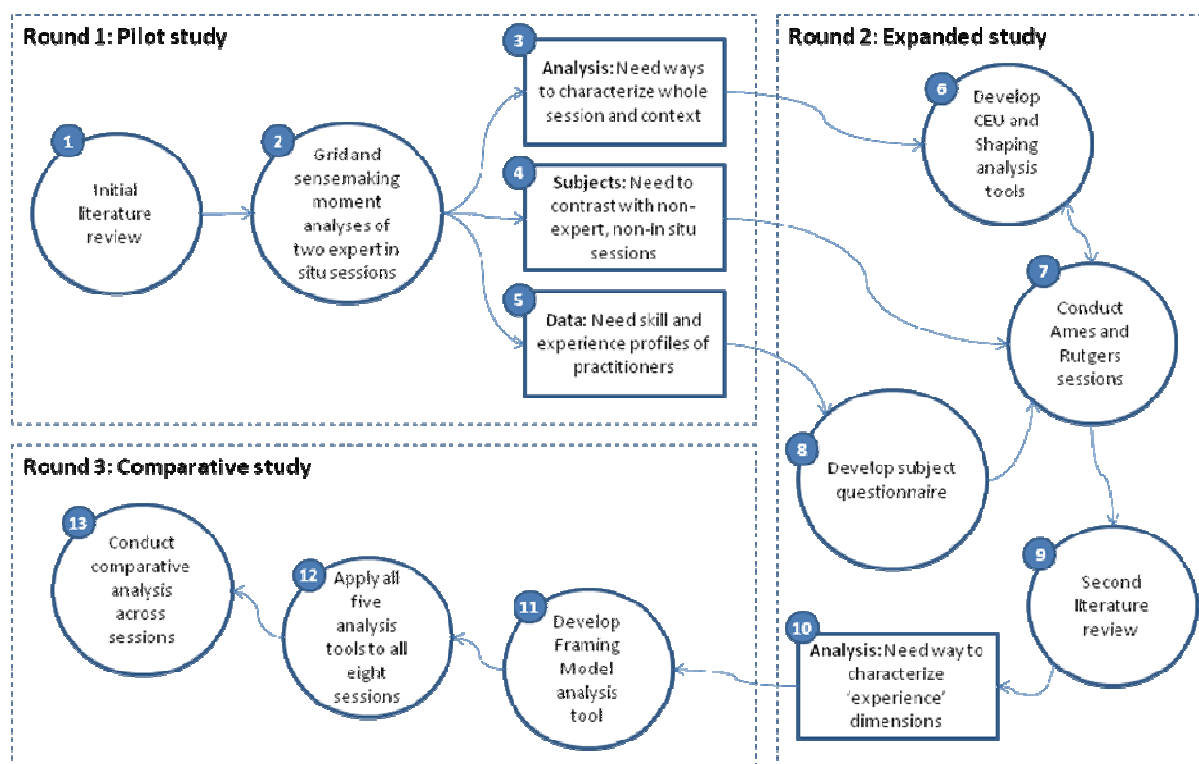 Round 1: Pilot study
1
Initial
literature
review
2
Grid and
sensemaking
moment
analyses of
two expert in
situ sessions
3
Analysis: Need ways
to characterize whole
session and context
4
Subjects: Need to
contrast with non-
expert, non-in situ
sessions
5
Data: Need skill and
experience profiles of
practitioners
Round 2: Expanded study
6
Develop
CEU and
Shaping
analysis
tools
7
Conduct
Ames and
Rutgers
sessions
8
Develop subject
questionnaire
9
Second
literature
review
10
Analysis: Need way to
characterize
‘experience’
dimensions
Round 3: Comparative study
11
Develop
Framing
Model
analysis
tool
12
Apply all
five
analysis
tools to all
eight
sessions
13
Conduct
comparative
analysis
across
sessions